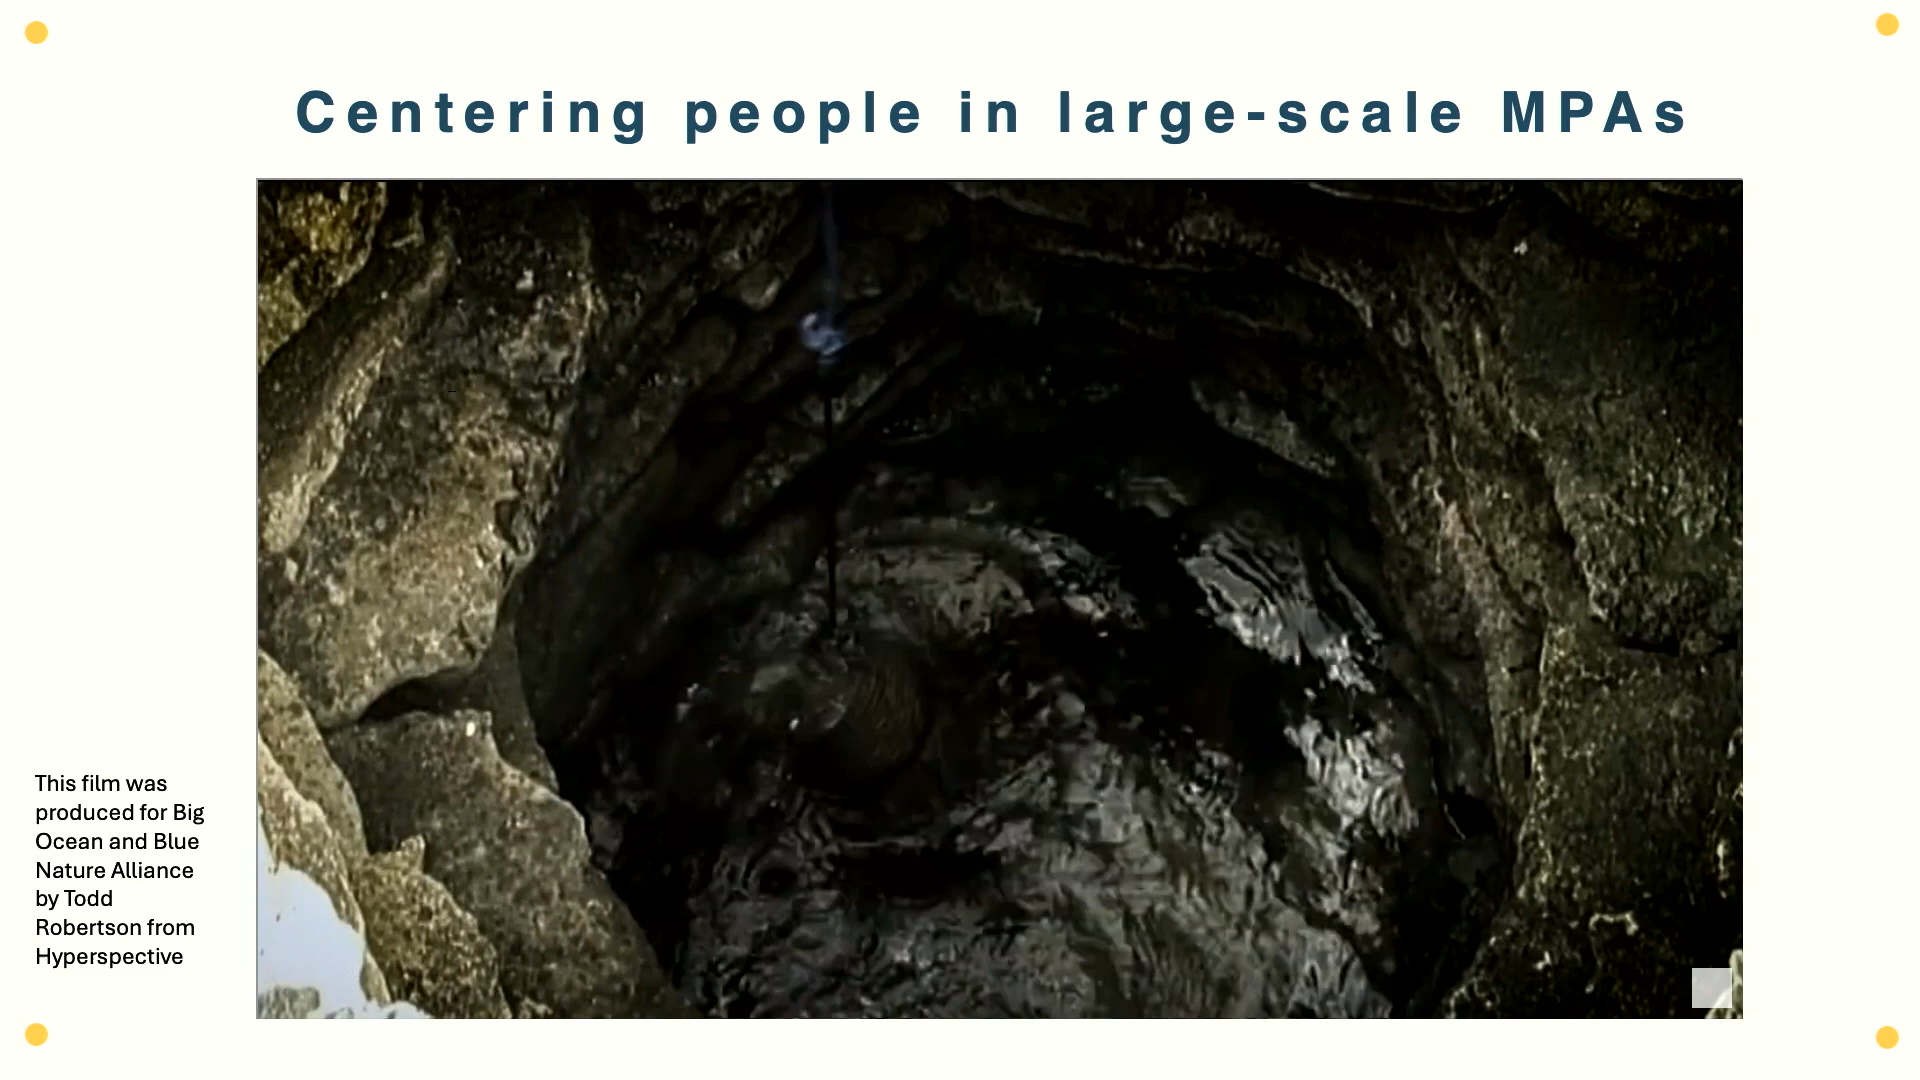 Centering people in large-scale MPAs
This film was
produced for Big
Ocean and Blue
Nature Alliance
by Todd
Robertson from
Hyperspective